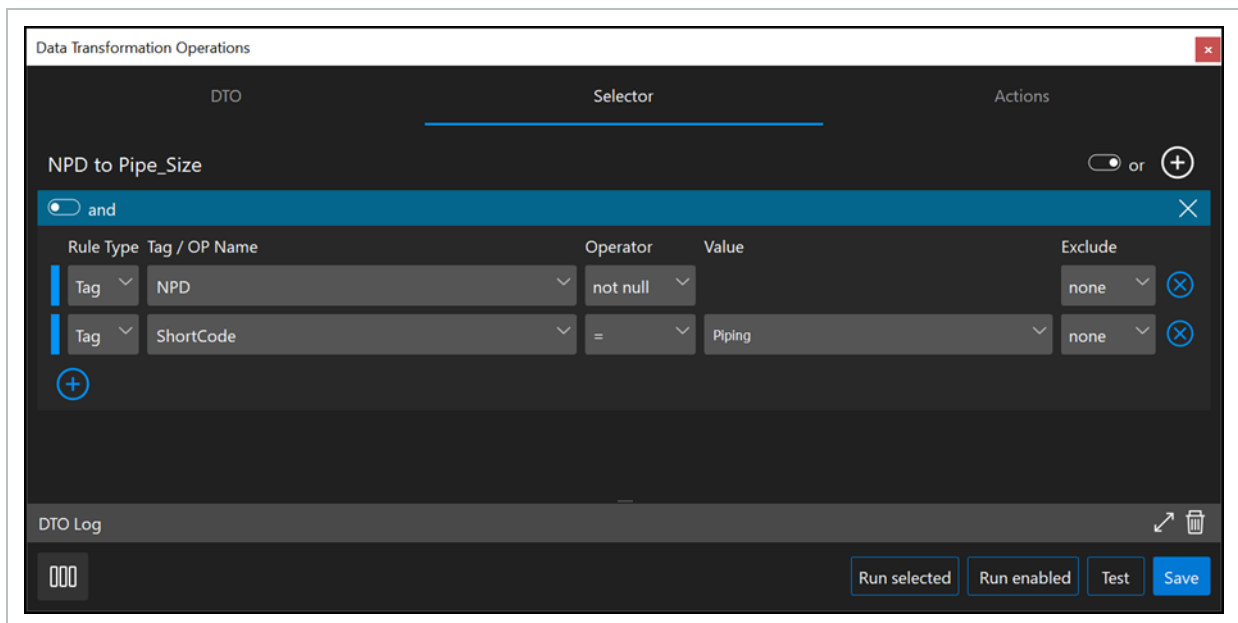 Data Transformation Operations
DTO Selector Actions
NPD to Pipe_Size or
and
Rule Type Tag / OP Name Operator Value Exclude
Tag NPD not null none
Tag ShortCode = Piping none
DTO Log
Run selected Run enabled Test Save